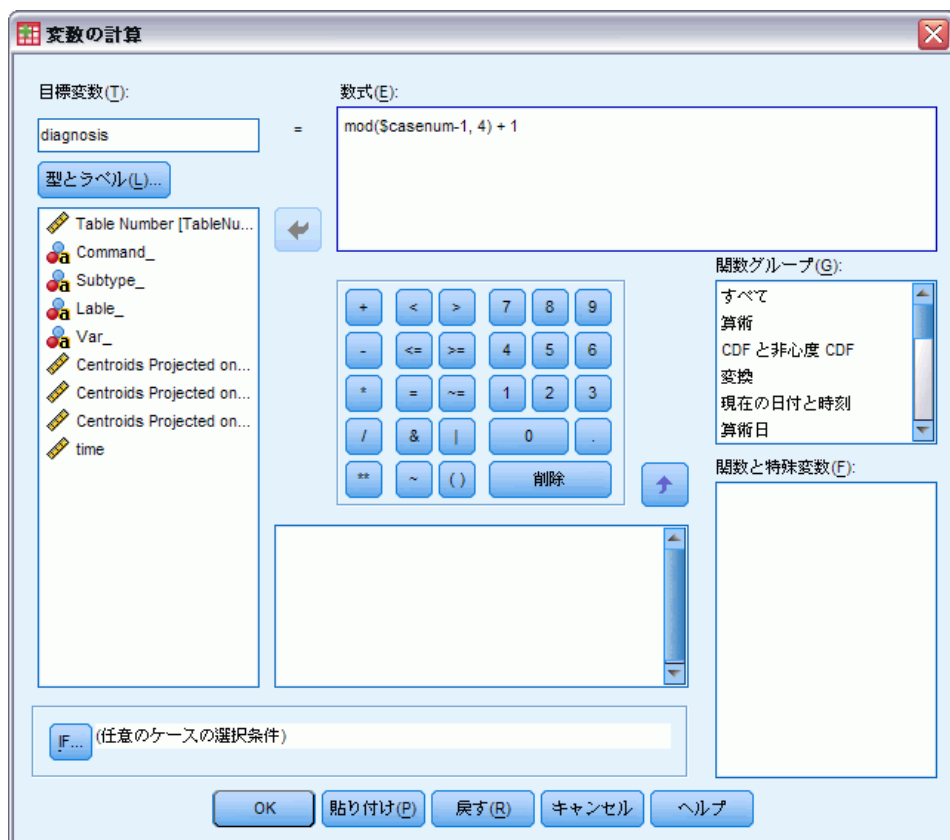 変数の計算
目標変数(T):
diagnosis
=
数式(E):
mod($casenum-1, 4) + 1
型とラベル(L)...
Table Number [TableNu...
Command_
Subtype_
Lable_
Var_
Centroids Projected on...
Centroids Projected on...
Centroids Projected on...
time
+ < > 7 8 9
- <= >= 4 5 6
* = ~= 1 2 3
/ & | 0 .
** ~ ( ) 削除
関数グループ(G):
すべて
算術
CDF と非心度 CDF
変換
現在の日付と時刻
算術日
関数と特殊変数(F):
IF... (任意のケースの選択条件)
OK 貼り付け(P) 戻す(R) キャンセル ヘルプ